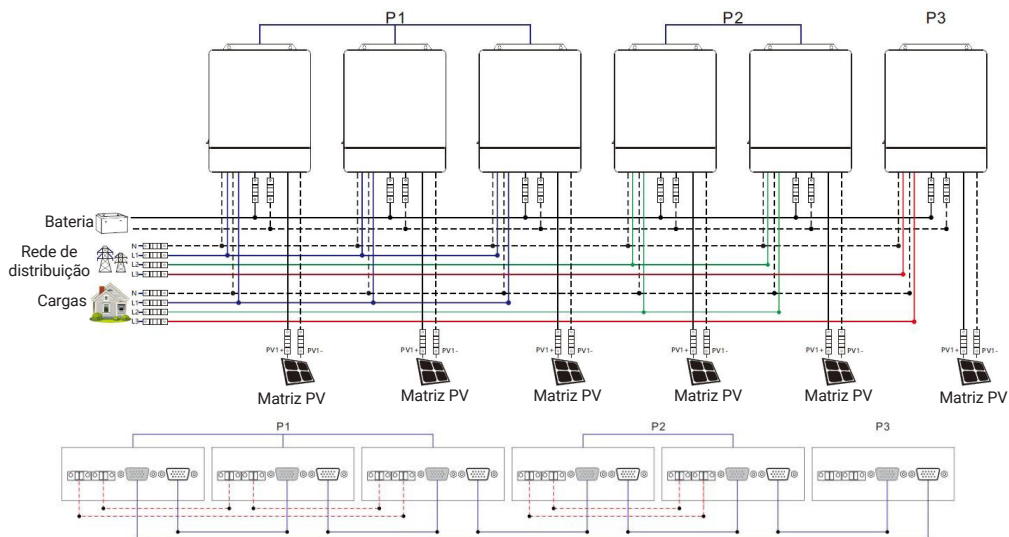 P1 P2 P3
Bateria
Rede de
distribuição
N
L1
L2
L3
Cargas
N
L1
L2
L3
PV1+ PV1- PV1+ PV1- PV1+ PV1- PV1+ PV1- PV1+ PV1- PV1+ PV1-
Matriz PV Matriz PV Matriz PV Matriz PV Matriz PV Matriz PV
P1 P2 P3